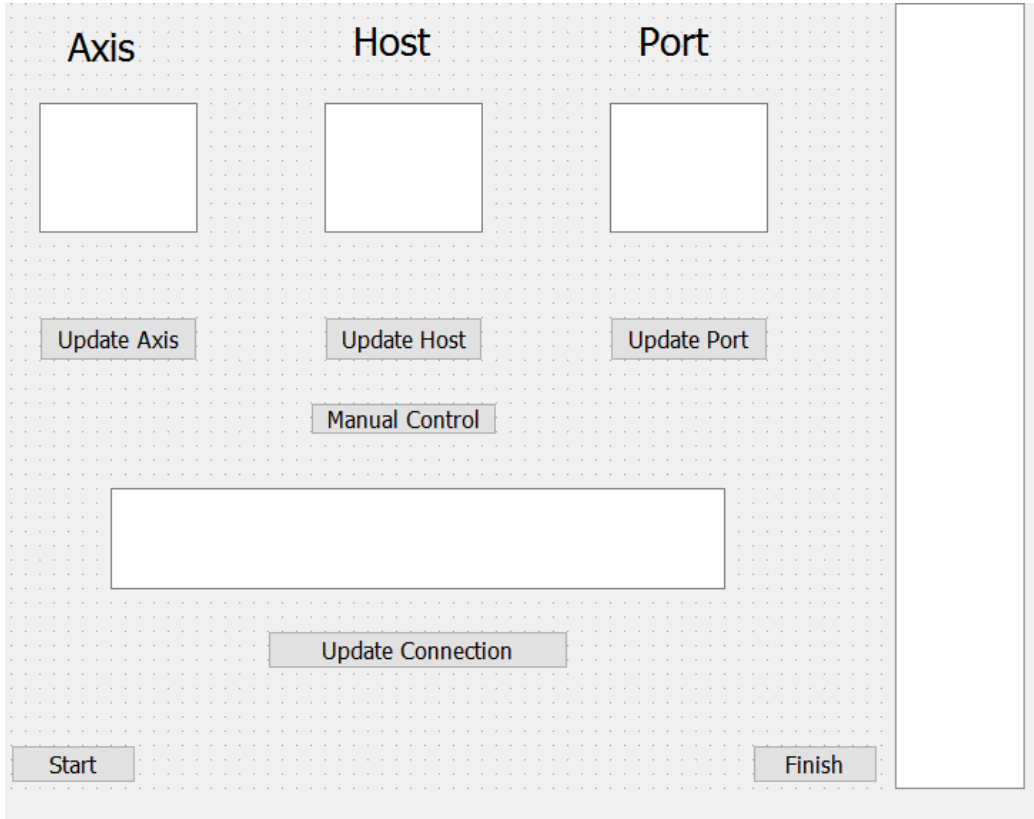 Axis
Host
Port
Update Axis
Update Host
Update Port
Manual Control
Update Connection
Start
Finish